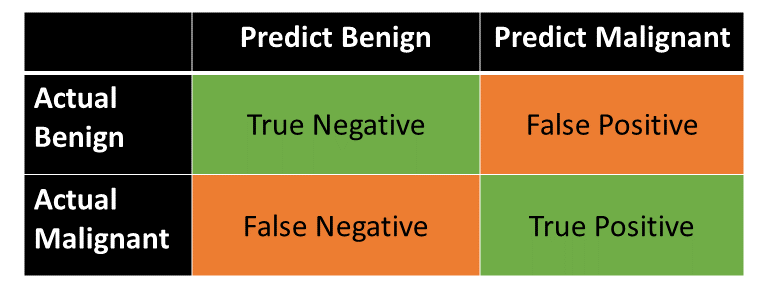 Predict Benign
Predict Malignant
Actual
Benign
True Negative
False Positive
Actual
Malignant
False Negative
True Positive